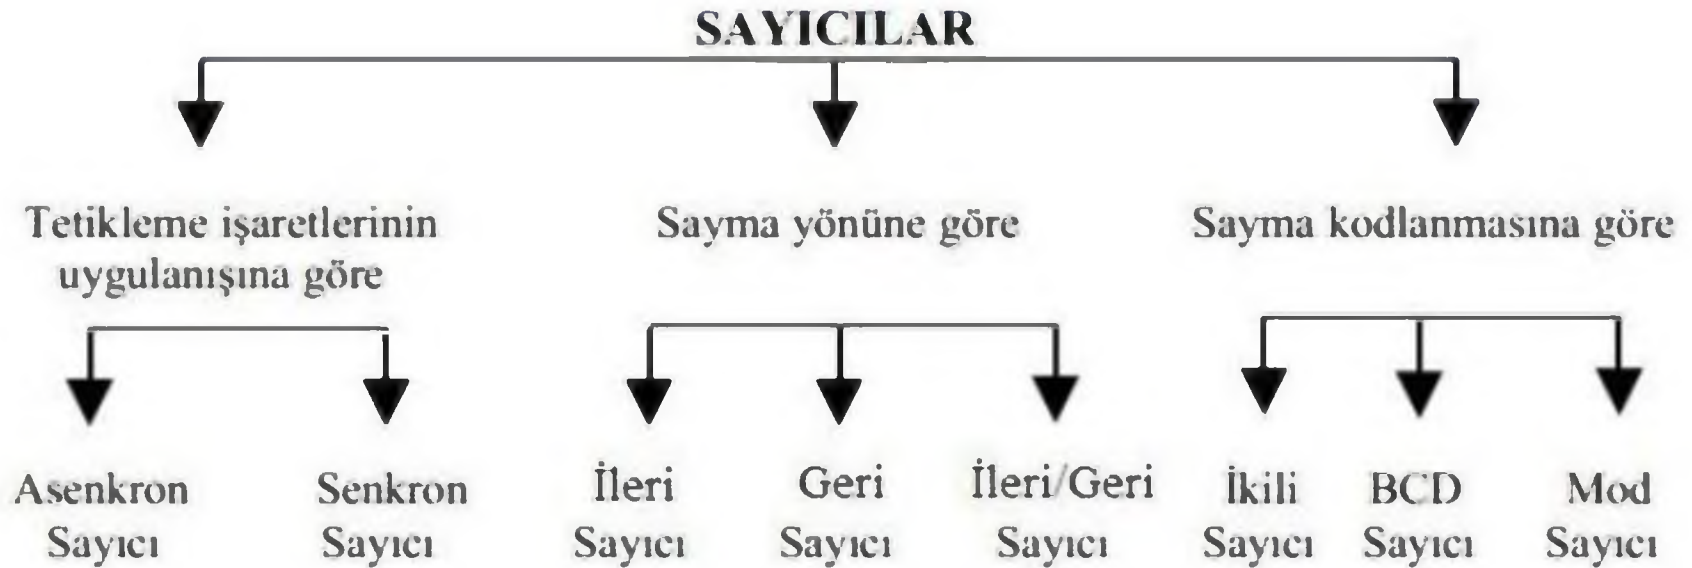 SAYICILAR
Tetikleme işaretlerinin
uygulanışına göre
Sayma yönüne göre
Sayma kodlanmasına göre
Asenkron
Sayıcı
Senkron
Sayıcı
İleri
Sayıcı
Geri
Sayıcı
İleri/Geri
Sayıcı
İkili
Sayıcı
BCD
Sayıcı
Mod
Sayıcı